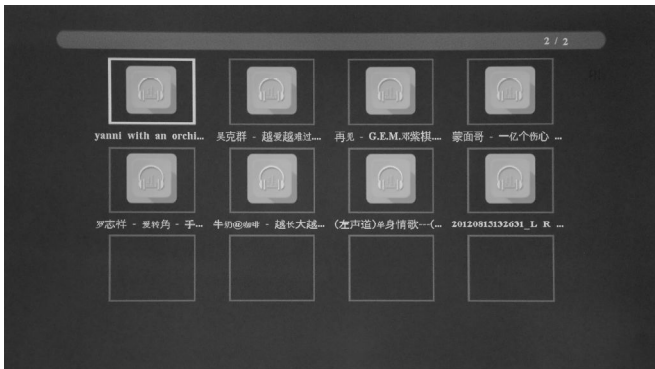 2 / 2
yanni with an orchi...
吴克群 - 越爱越难过....
再见 - G.E.M.邓紫棋....
蒙面哥 - 一亿个伤心 ...
罗志祥 - 爱转角 - 手...
牛奶@咖啡 - 越长大越...
(左声道)单身情歌---(...
20120813132631_L R ...